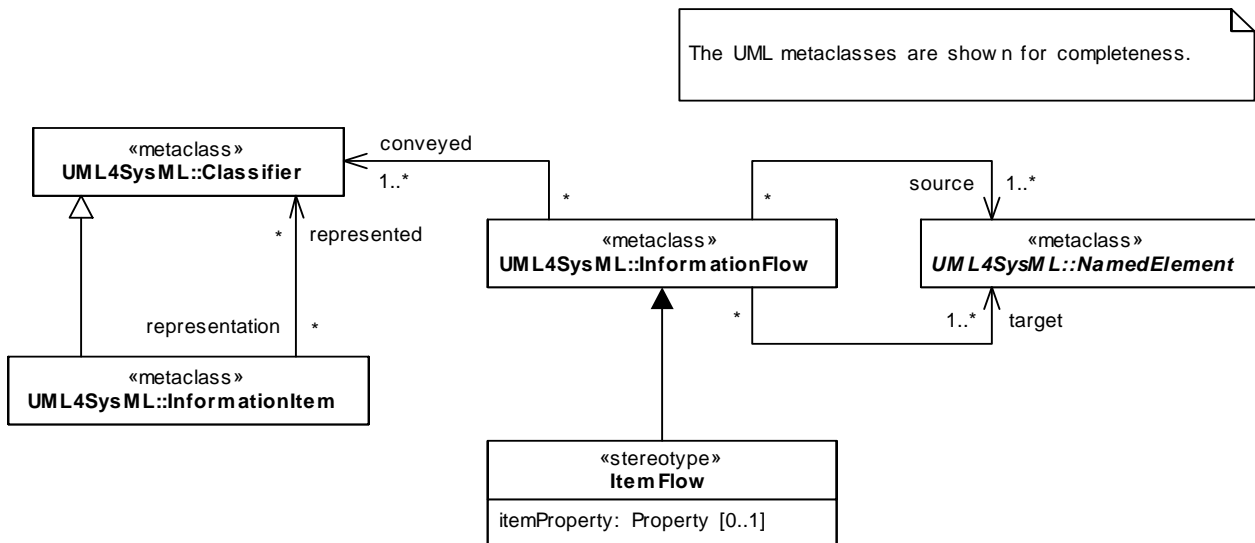 The UML metaclasses are shown for completeness.
«metaclass»
UML4SysML::Classifier
conveyed
1..*
*
*
source
1..*
* represented
«metaclass»
UML4SysML::InformationFlow
«metaclass»
UML4SysML::NamedElement
representation *
*
1..* target
«metaclass»
UML4SysML::InformationItem
«stereotype»
ItemFlow
itemProperty: Property [0..1]